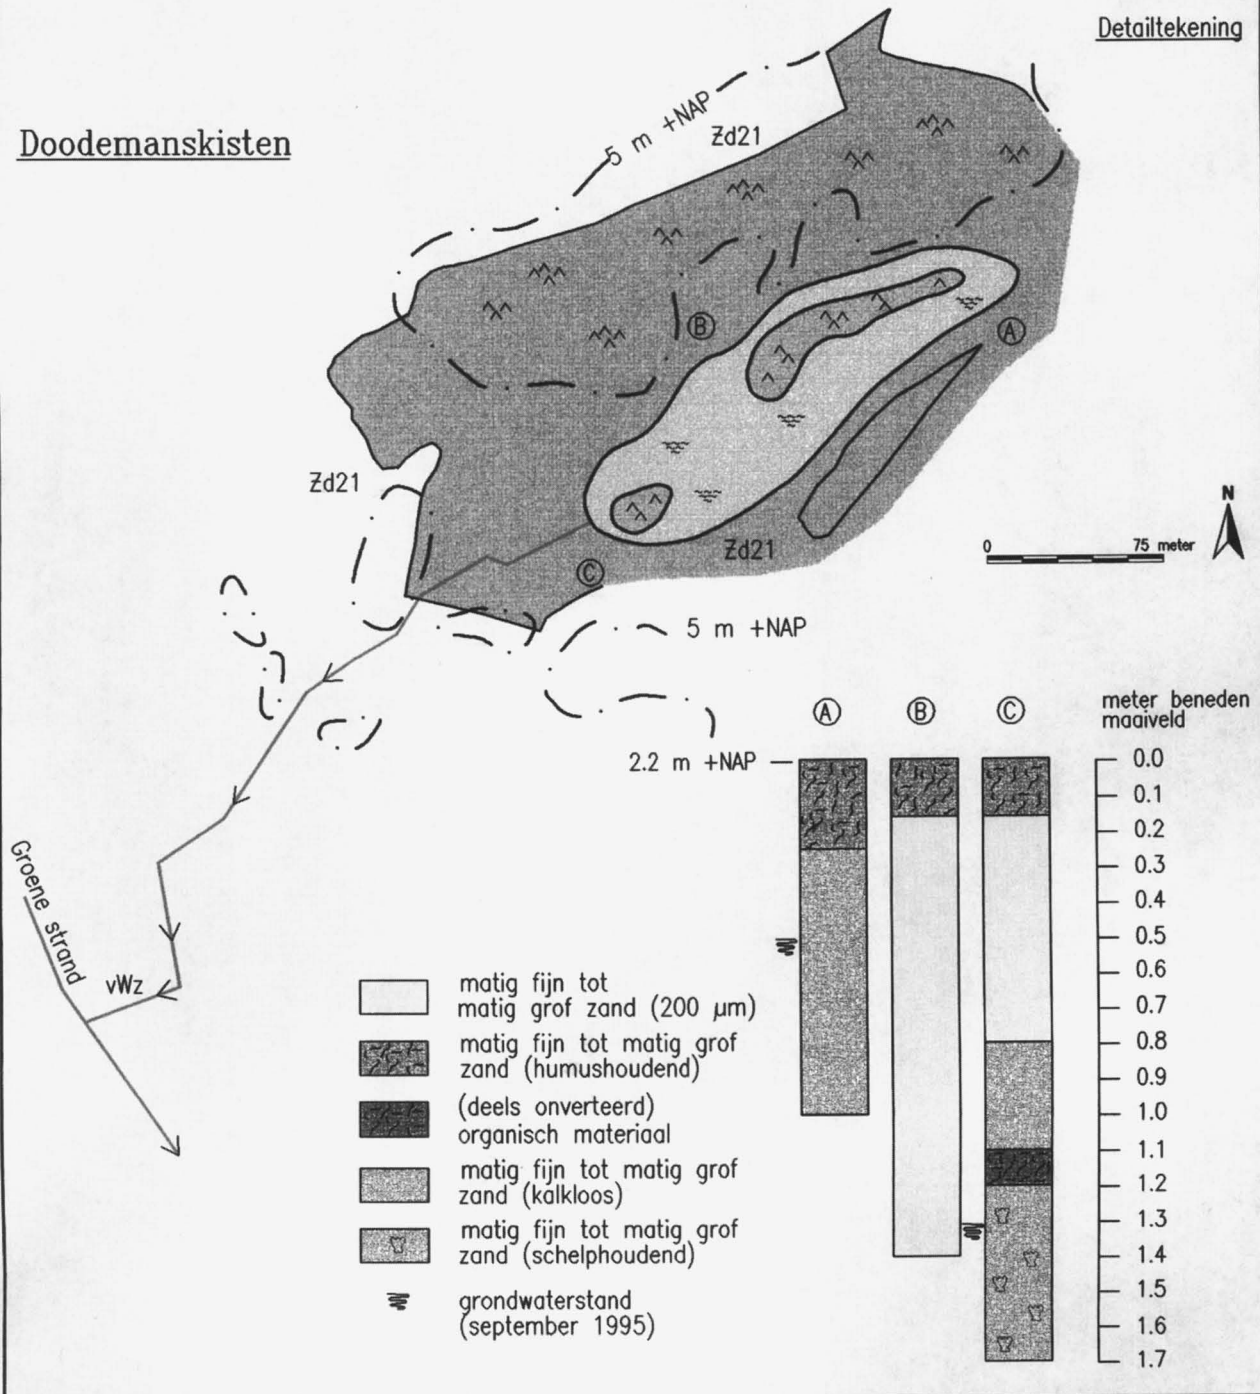 Detailtekening
Doodemanskisten
5 m +NAP
Zd21
B
A
Zd21
Zd21
C
N
0 75 meter
5 m +NAP
A B C
meter beneden
maaiveld
2.2 m +NAP
0.0
0.1
0.2
0.3
0.4
0.5
0.6
0.7
0.8
0.9
1.0
1.1
1.2
1.3
1.4
1.5
1.6
1.7
Groene strand
vWz
matig fijn tot
matig grof zand (200 µm)
matig fijn tot matig grof
zand (humushoudend)
(deels onverteerd)
organisch materiaal
matig fijn tot matig grof
zand (kalkloos)
matig fijn tot matig grof
zand (schelphoudend)
grondwaterstand
(september 1995)